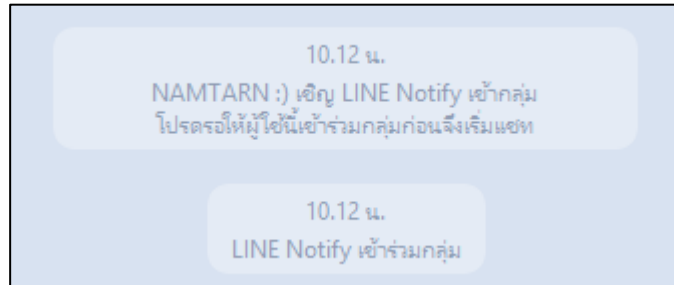 10.12 น.
NAMTARN :) เชิญ LINE Notify เข้ากลุ่ม
โปรดรอให้ผู้ใช้นี้เข้าร่วมกลุ่มก่อนจึงเริ่มแชท
10.12 น.
LINE Notify เข้าร่วมกลุ่ม